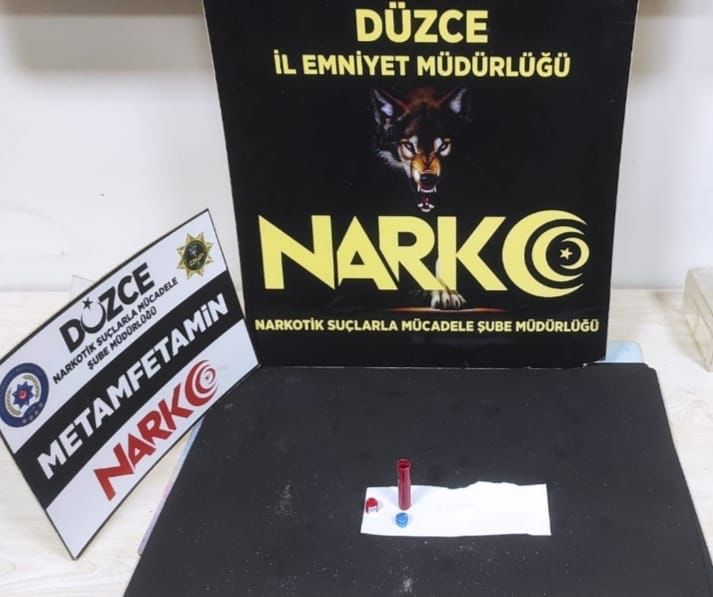 DÜZCE
İL EMNİYET MÜDÜRLÜĞÜ
NARKO
NARKOTİK SUÇLARLA MÜCADELE ŞUBE MÜDÜRLÜĞÜ
DÜZCE
NARKOTİK SUÇLARLA MÜCADELE
ŞUBE MÜDÜRLÜĞÜ
METAMFETAMİN
NARKO